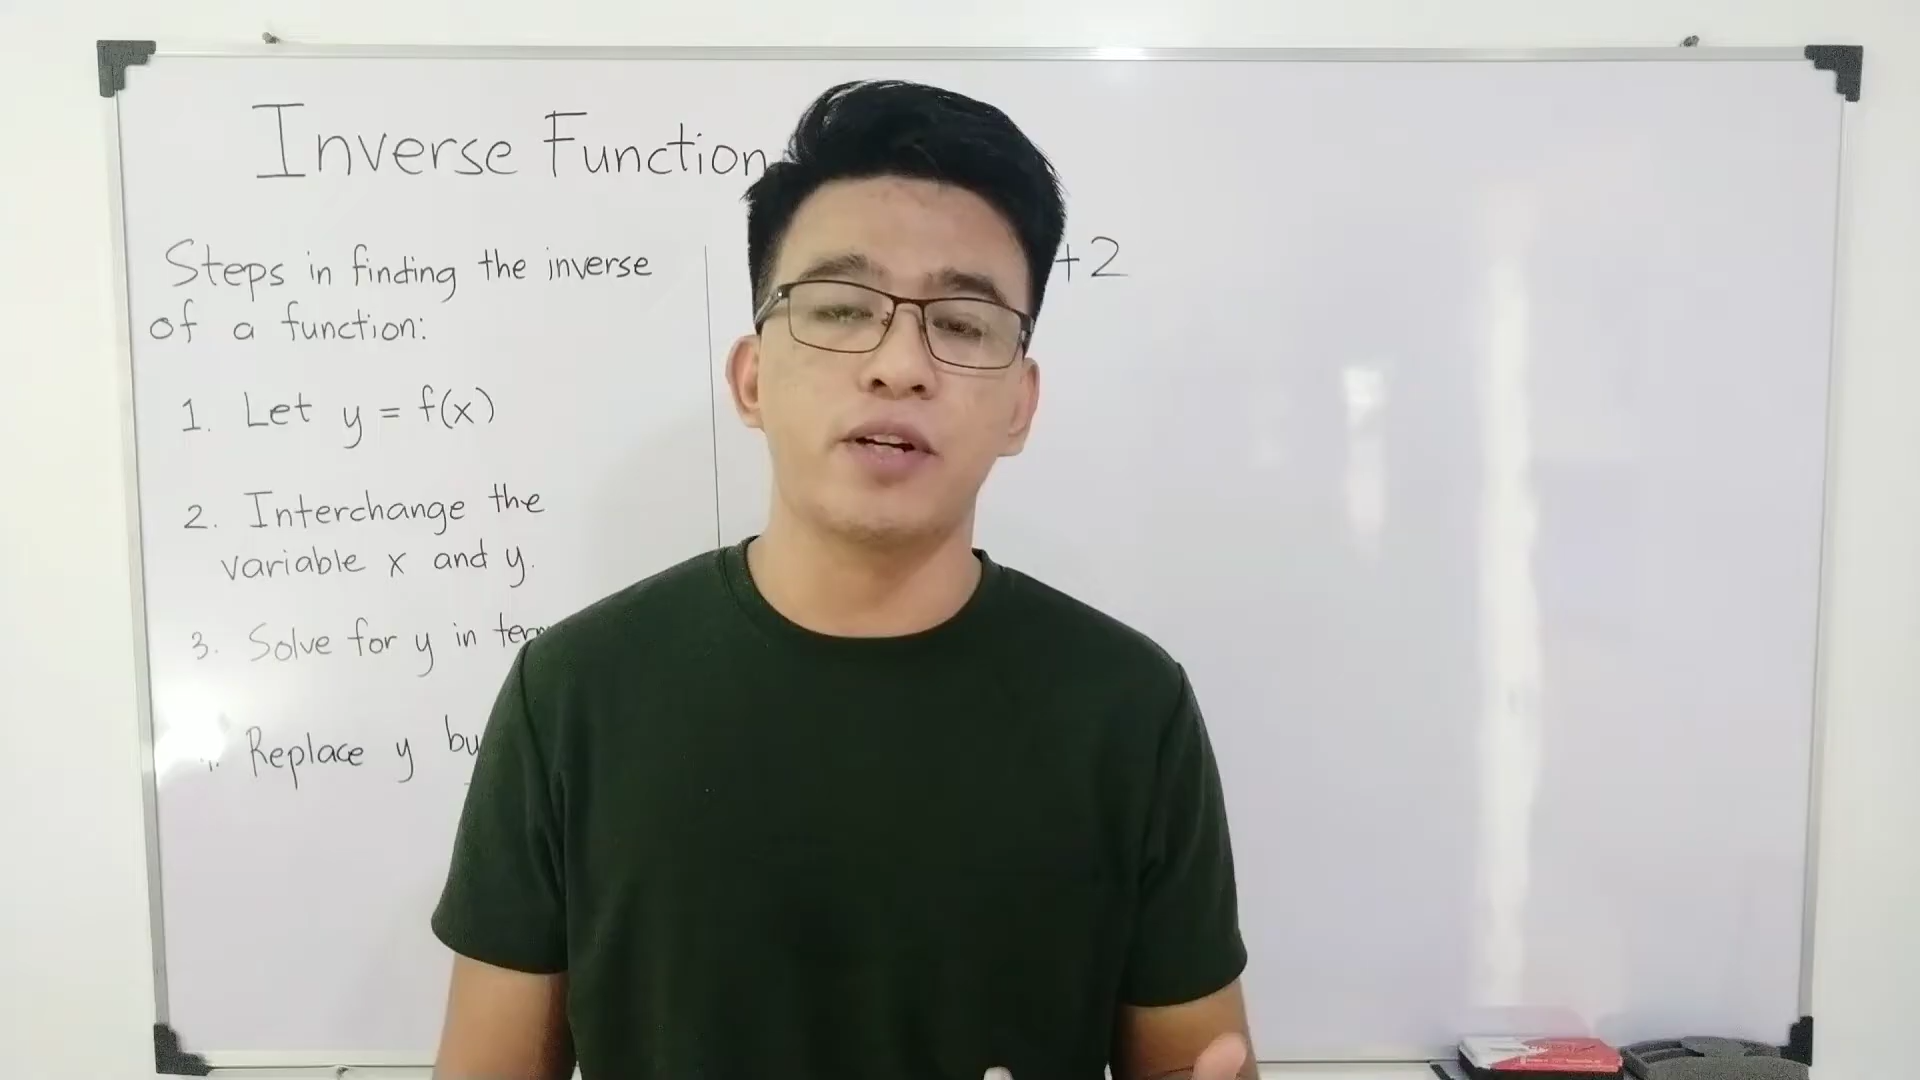 Inverse Function
Steps in finding the inverse
of a function:
1. Let y = f(x)
2. Interchange the
variable x and y.
3. Solve for y in
Replace y by
+2